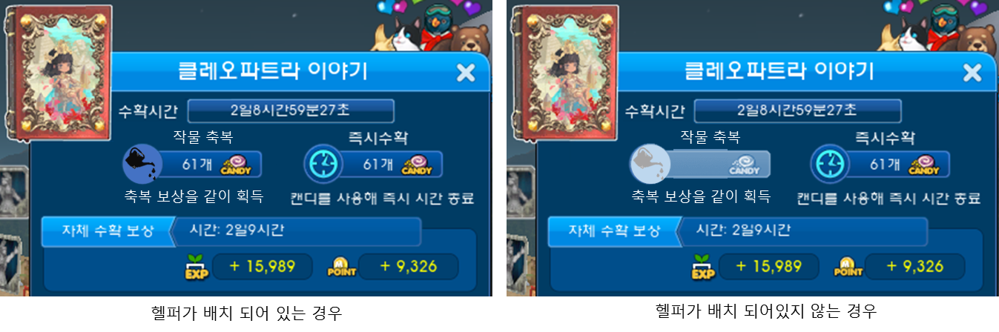 클레오파트라 이야기
수확시간 2일8시간59분27초
작물 축복 즉시수확
61개 CANDY 61개 CANDY
축복 보상을 같이 획득 캔디를 사용해 즉시 시간 종료
자체 수확 보상 시간: 2일9시간
EXP + 15,989 M POINT + 9,326
헬퍼가 배치 되어 있는 경우
클레오파트라 이야기
수확시간 2일8시간59분27초
작물 축복 즉시수확
CANDY 61개 CANDY
축복 보상을 같이 획득 캔디를 사용해 즉시 시간 종료
자체 수확 보상 시간: 2일9시간
EXP + 15,989 M POINT + 9,326
헬퍼가 배치 되어있지 않는 경우